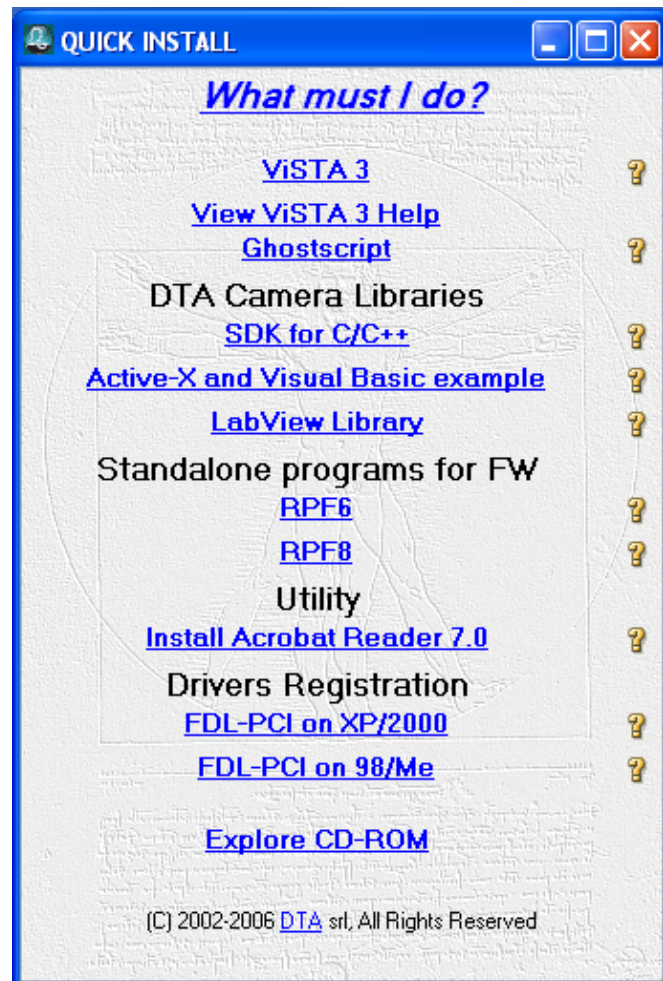 QUICK INSTALL
What must I do?
ViSTA 3
View ViSTA 3 Help
Ghostscript
DTA Camera Libraries
SDK for C/C++
Active-X and Visual Basic example
LabView Library
Standalone programs for FW
RPF6
RPF8
Utility
Install Acrobat Reader 7.0
Drivers Registration
FDL-PCI on XP/2000
FDL-PCI on 98/Me
Explore CD-ROM
(C) 2002-2006 DTA srl, All Rights Reserved